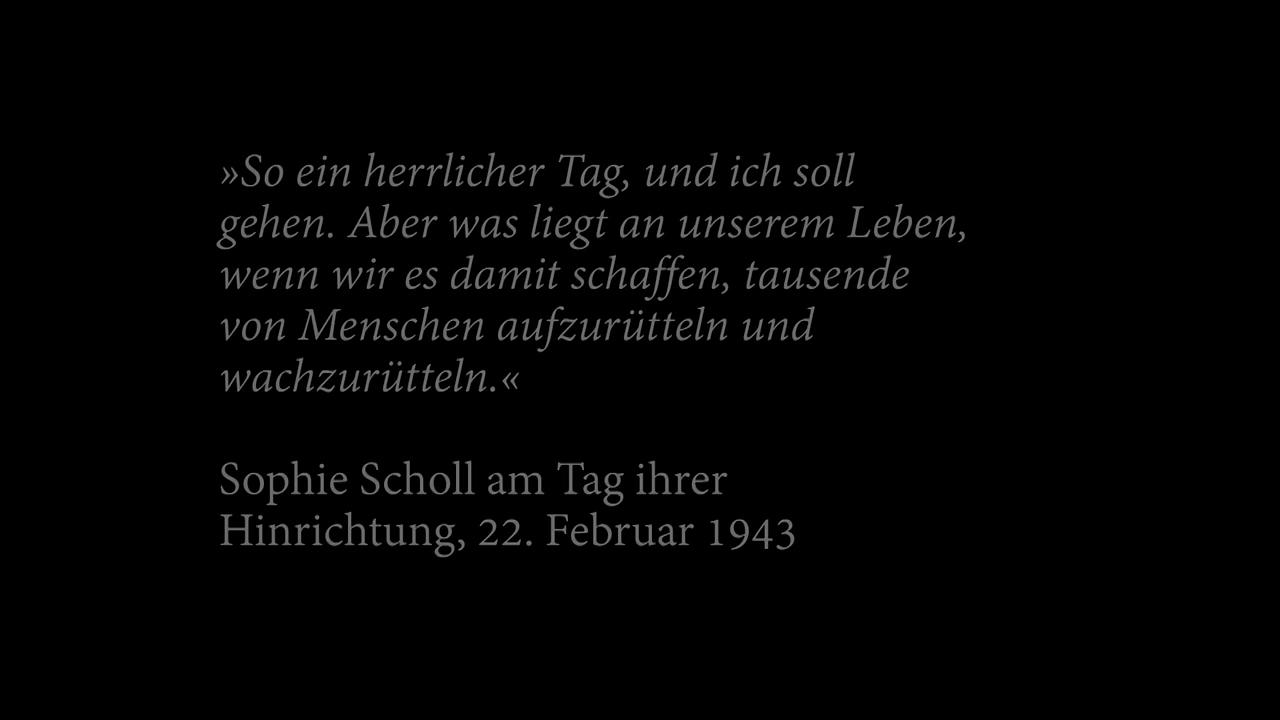 »So ein herrlicher Tag, und ich soll
gehen. Aber was liegt an unserem Leben,
wenn wir es damit schaffen, tausende
von Menschen aufzurütteln und
wachzurütteln.«
Sophie Scholl am Tag ihrer
Hinrichtung, 22. Februar 1943